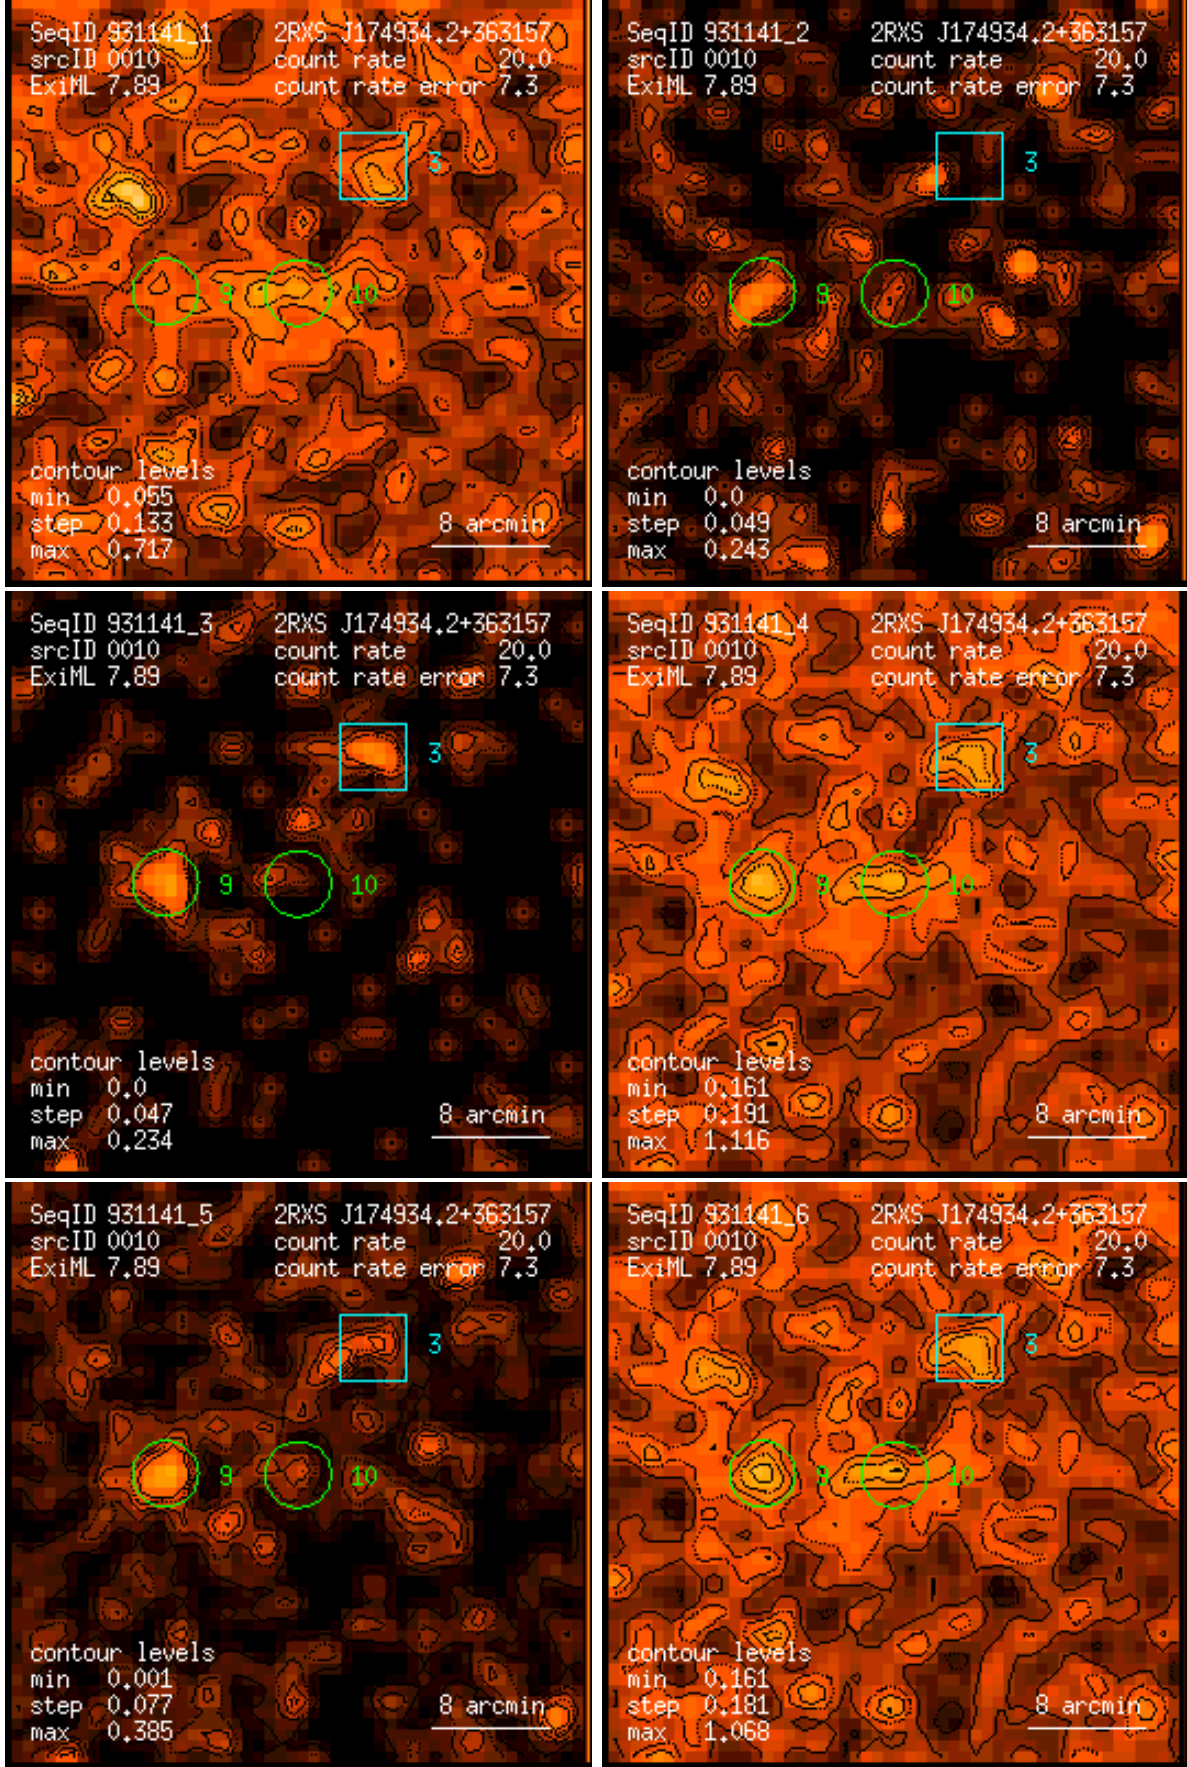 SeqID 931141_1 2RXS J174934.2+363157
srcID 0010 count rate 20.0
ExiML 7.89 count rate error 7.3
3
9 10
contour levels
min 0.055
step 0.133 8 arcmin
max 0.717
SeqID 931141_2 2RXS J174934.2+363157
srcID 0010 count rate 20.0
ExiML 7.89 count rate error 7.3
3
9 10
contour levels
min 0.0
step 0.049 8 arcmin
max 0.243
SeqID 931141_3 2RXS J174934.2+363157
srcID 0010 count rate 20.0
ExiML 7.89 count rate error 7.3
3
9 10
contour levels
min 0.0
step 0.047 8 arcmin
max 0.234
SeqID 931141_4 2RXS J174934.2+363157
srcID 0010 count rate 20.0
ExiML 7.89 count rate error 7.3
3
9 10
contour levels
min 0.161
step 0.191 8 arcmin
max 1.116
SeqID 931141_5 2RXS J174934.2+363157
srcID 0010 count rate 20.0
ExiML 7.89 count rate error 7.3
3
9 10
contour levels
min 0.001
step 0.077 8 arcmin
max 0.385
SeqID 931141_6 2RXS J174934.2+363157
srcID 0010 count rate 20.0
ExiML 7.89 count rate error 7.3
3
9 10
contour levels
min 0.161
step 0.181 8 arcmin
max 1.068